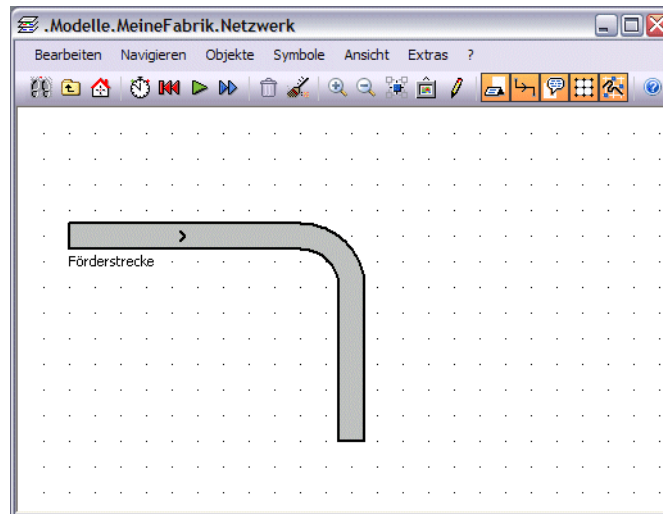 .Modelle.MeineFabrik.Netzwerk
Bearbeiten Navigieren Objekte Symbole Ansicht Extras ?
Förderstrecke